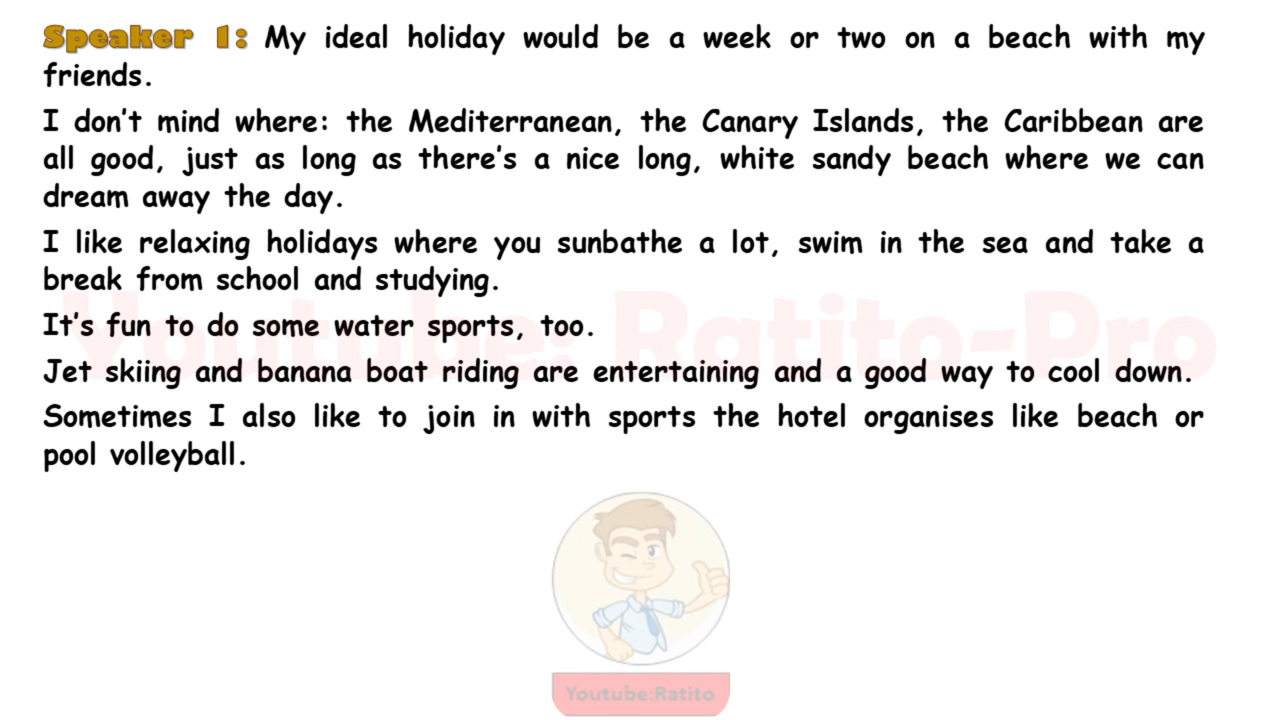 Speaker 1: My ideal holiday would be a week or two on a beach with my
friends.
I don't mind where: the Mediterranean, the Canary Islands, the Caribbean are
all good, just as long as there's a nice long, white sandy beach where we can
dream away the day.
I like relaxing holidays where you sunbathe a lot, swim in the sea and take a
break from school and studying.
Youtube: Ratito-Pro
It's fun to do some water sports, too.
Jet skiing and banana boat riding are entertaining and a good way to cool down.
Sometimes I also like to join in with sports the hotel organises like beach or
pool volleyball.
Youtube:Ratito